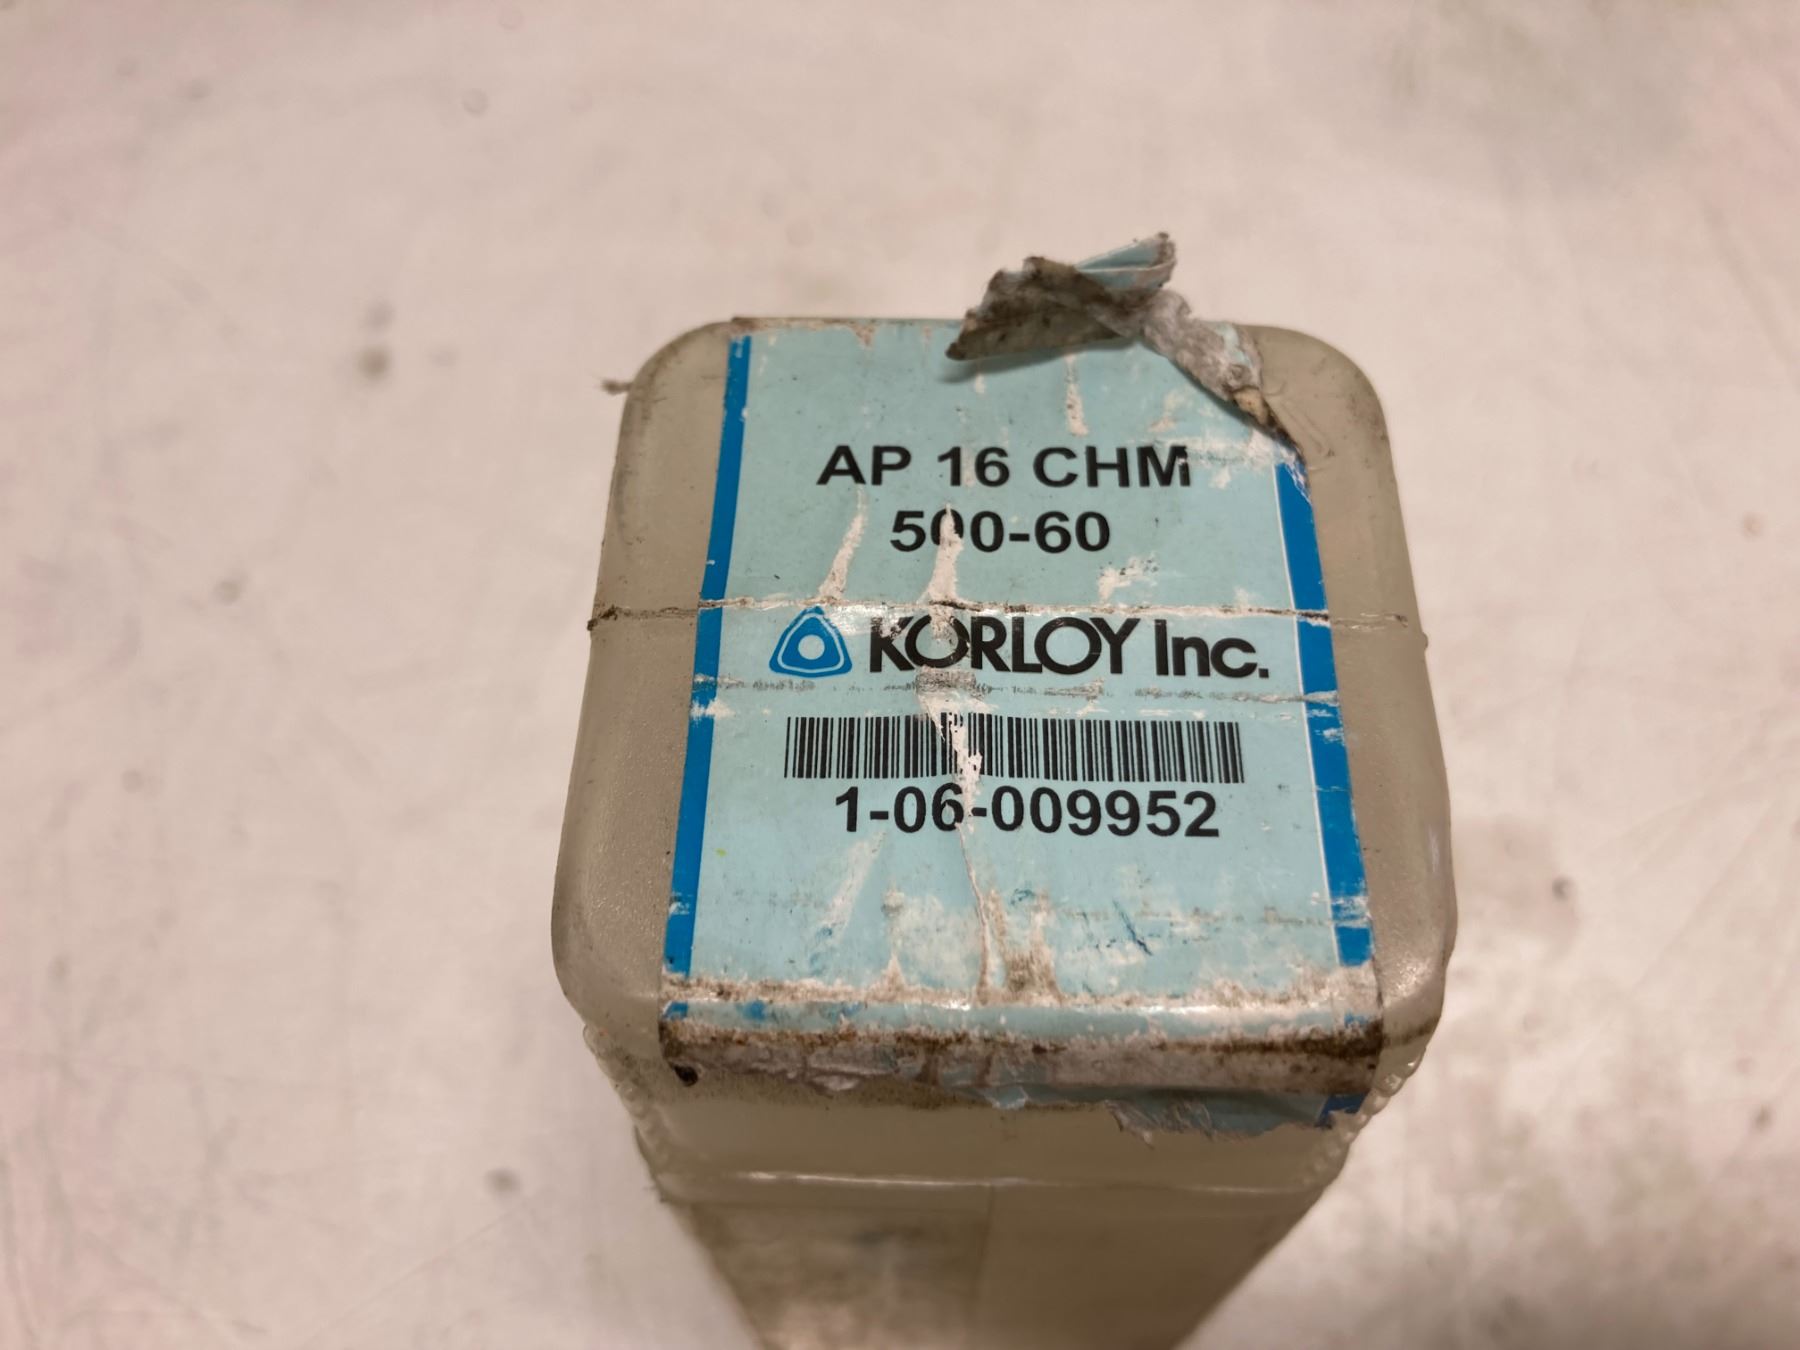 AP 16 CHM
500-60
KORLOY Inc.
1-06-009952